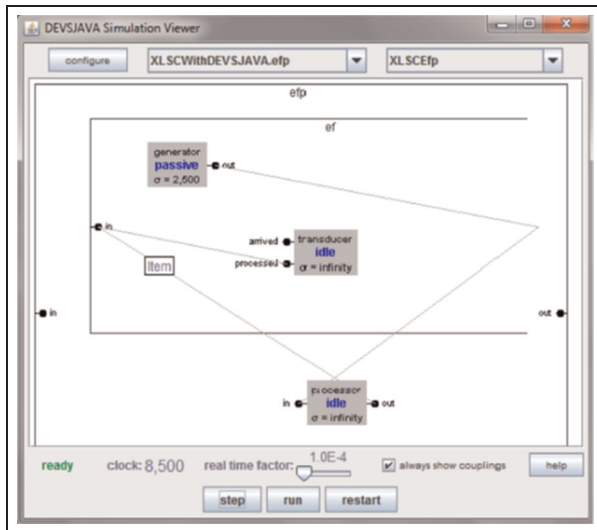 DEVSJAVA Simulation Viewer
configure XLSCWithDEVSJAVA.efp XLSCEfp
efp
ef
generator
passive out
σ = 2,500
in
arrived transducer
idle
processed σ = infinity
Item
in out
processor
in idle out
σ = infinity
ready clock: 8,500 real time factor: 1.0E-4 always show couplings help
step run restart